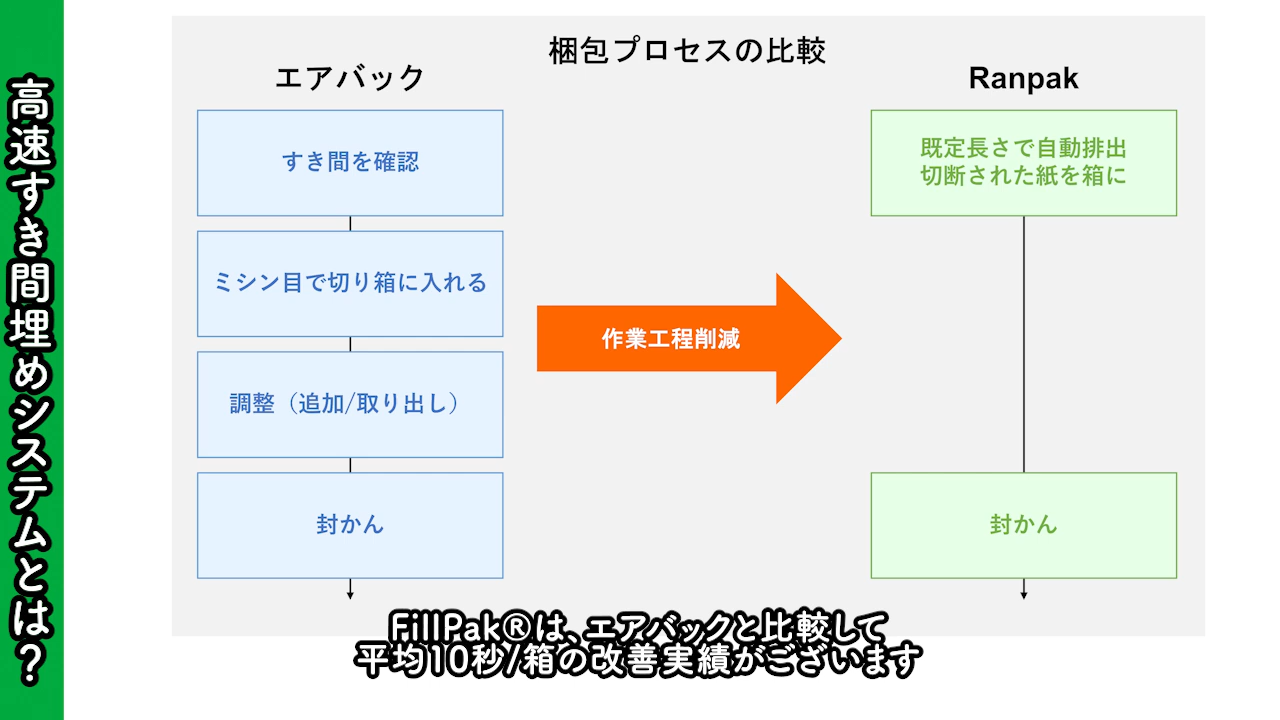 高速すき間埋めシステムとは？
梱包プロセスの比較
エアバック
すき間を確認
ミシン目で切り箱に入れる
調整（追加/取り出し）
封かん
作業工程削減
Ranpak
既定長さで自動排出
切断された紙を箱に
封かん
FillPak®は、エアバックと比較して
平均10秒/箱の改善実績がございます